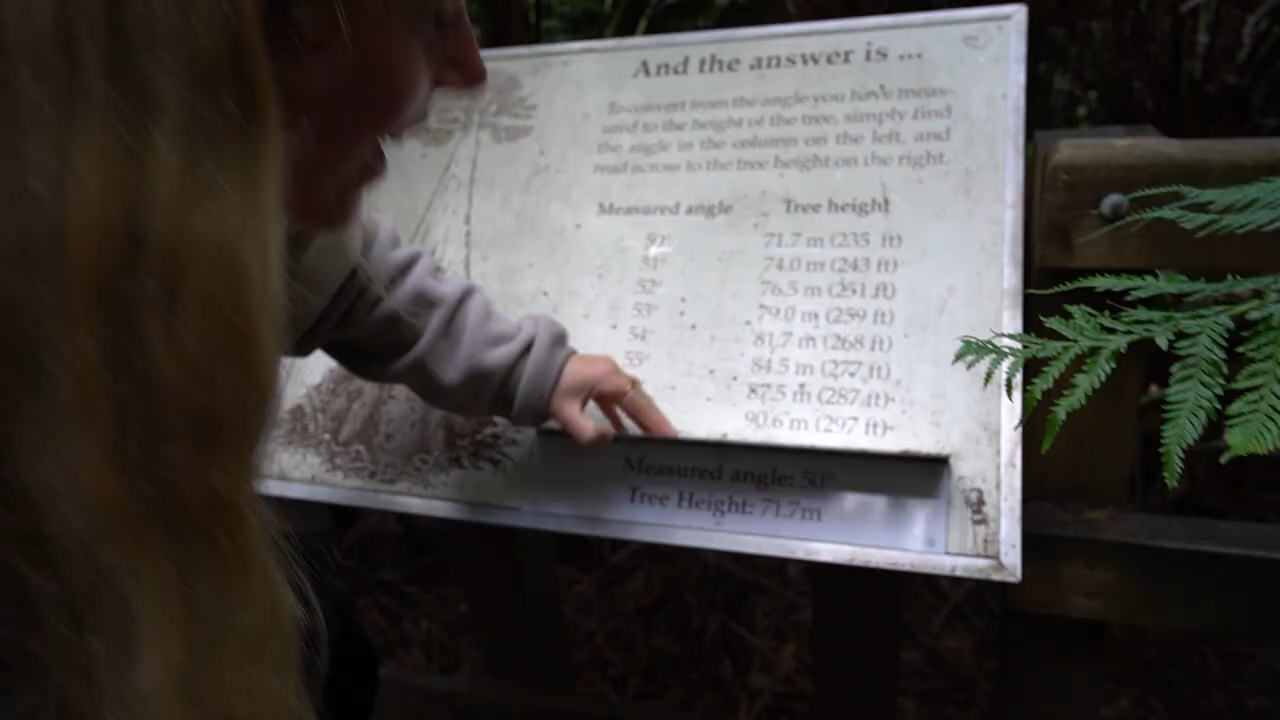 And the answer is ...
To convert from the angle you have meas-
ured to the height of the tree, simply find
the angle in the column on the left, and
read across to the tree height on the right.
Measured angle Tree height
50° 71.7 m (235 ft)
51° 74.0 m (243 ft)
52° 76.5 m (251 ft)
53° 79.0 m (259 ft)
54° 81.7 m (268 ft)
55° 84.5 m (277 ft)
87.5 m (287 ft)
90.6 m (297 ft)
Measured angle: 50°
Tree Height: 71.7m